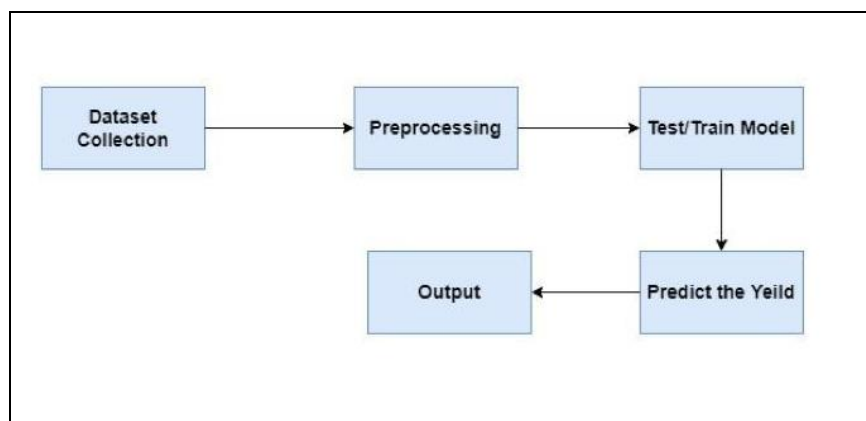 Dataset
Collection
Preprocessing
Test/Train Model
Output
Predict the Yeild